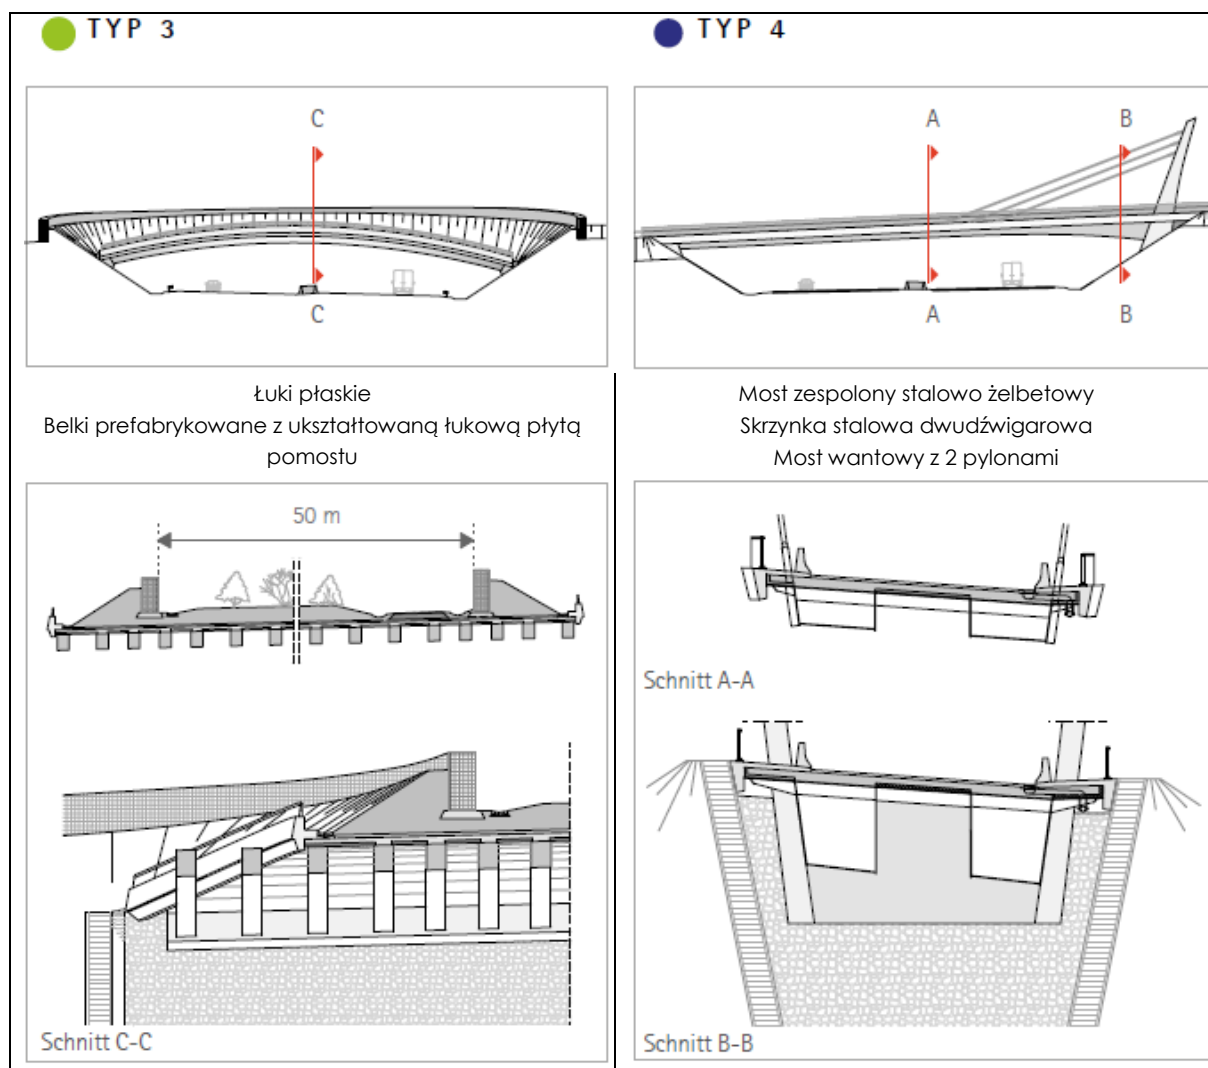 TYP 3
C
C
Łuki płaskie
Belki prefabrykowane z ukształtowaną łukową płytą
pomostu
50 m
Schnitt C-C
TYP 4
A
B
A
B
Most zespolony stalowo żelbetowy
Skrzynka stalowa dwudźwigarowa
Most wantowy z 2 pylonami
Schnitt A-A
Schnitt B-B